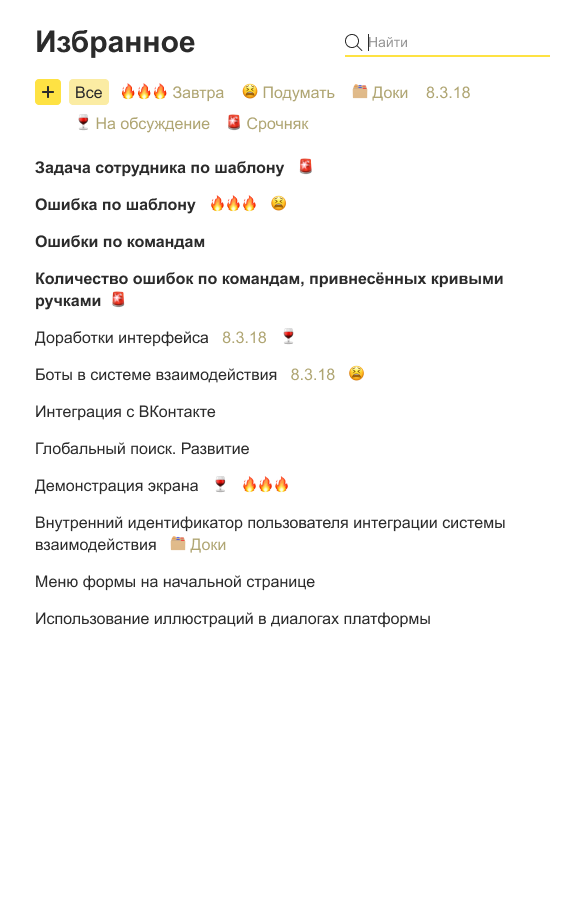 Избранное
Найти
+ Все 🔥🔥🔥 Завтра 😫 Подумать 🗂 Доки 8.3.18
🍷 На обсуждение 🚨 Срочняк
Задача сотрудника по шаблону 🚨
Ошибка по шаблону 🔥🔥🔥 😫
Ошибки по командам
Количество ошибок по командам, привнесённых кривыми
ручками 🚨
Доработки интерфейса 8.3.18 🍷
Боты в системе взаимодействия 8.3.18 😫
Интеграция с ВКонтакте
Глобальный поиск. Развитие
Демонстрация экрана 🍷 🔥🔥🔥
Внутренний идентификатор пользователя интеграции системы
взаимодействия 🗂 Доки
Меню формы на начальной странице
Использование иллюстраций в диалогах платформы